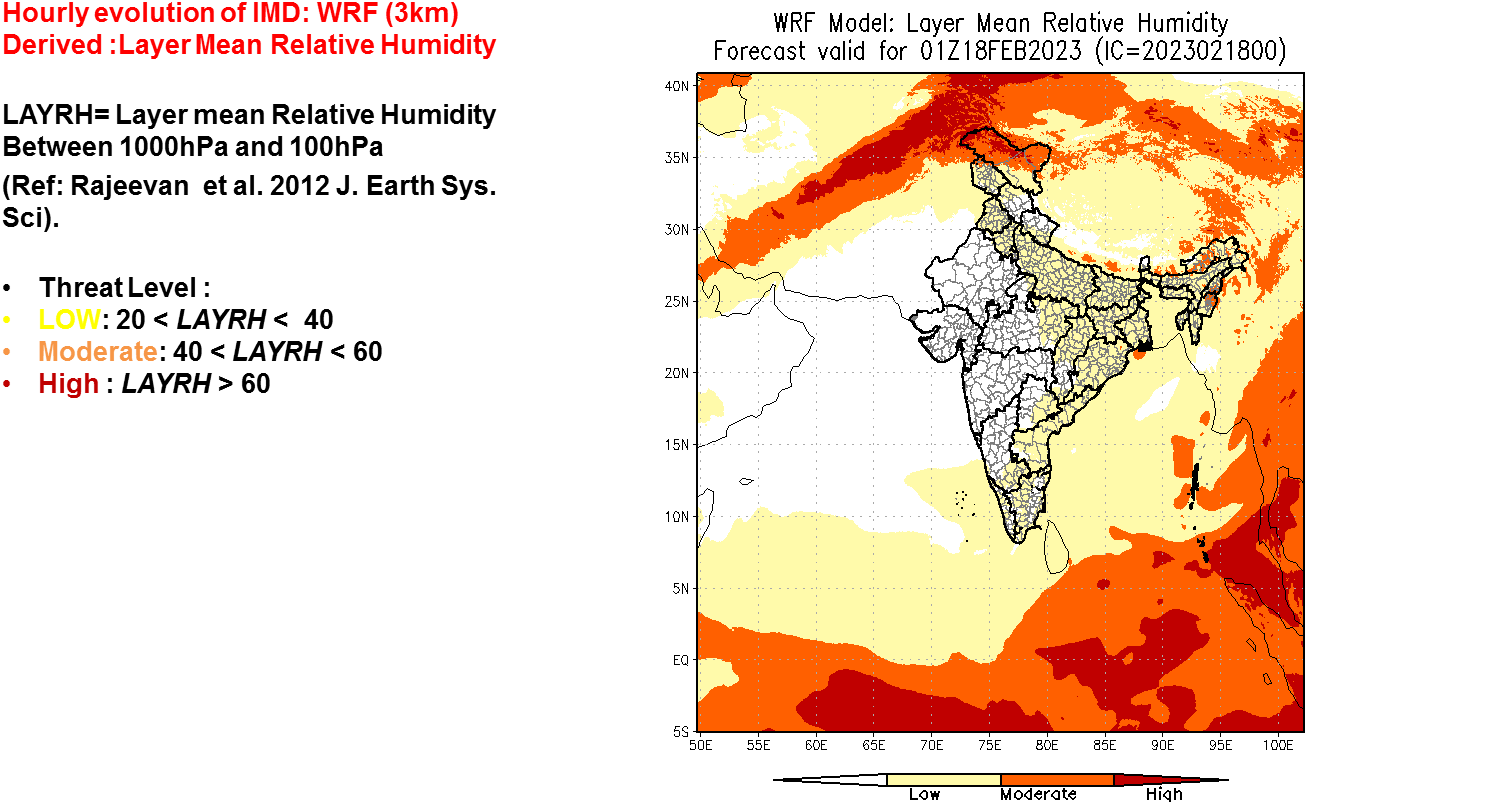 Hourly evolution of IMD: WRF (3km)
Derived :Layer Mean Relative Humidity
LAYRH= Layer mean Relative Humidity
Between 1000hPa and 100hPa
(Ref: Rajeevan et al. 2012 J. Earth Sys.
Sci).
• Threat Level :
• LOW: 20 < LAYRH < 40
• Moderate: 40 < LAYRH < 60
• High : LAYRH > 60
WRF Model: Layer Mean Relative Humidity
Forecast valid for 01Z18FEB2023 (IC=2023021800)
40N
35N
30N
25N
20N
15N
10N
5N
EQ
5S
50E 55E 60E 65E 70E 75E 80E 85E 90E 95E 100E
Low Moderate High